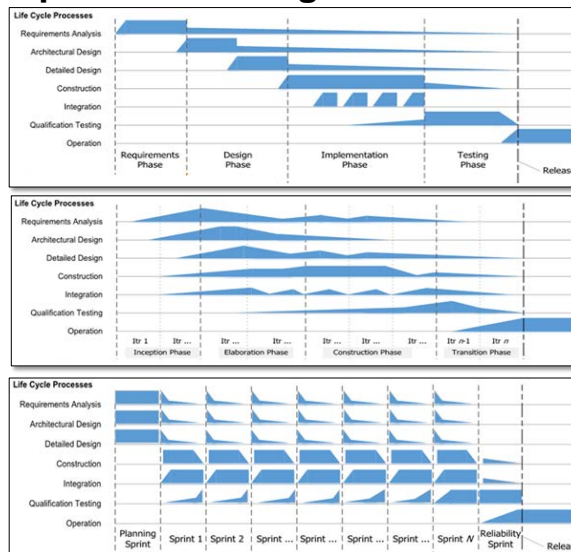 Life Cycle Processes
Requirements Analysis
Architectural Design
Detailed Design
Construction
Integration
Qualification Testing
Operation
Requirements Phase
Design Phase
Implementation Phase
Testing Phase
Release
Life Cycle Processes
Requirements Analysis
Architectural Design
Detailed Design
Construction
Integration
Qualification Testing
Operation
Itr 1 Itr ... Itr ... Itr ... Itr ... Itr ... Itr ... Itr n-1 Itr n
Inception Phase Elaboration Phase Construction Phase Transition Phase
Life Cycle Processes
Requirements Analysis
Architectural Design
Detailed Design
Construction
Integration
Qualification Testing
Operation
Planning Sprint
Sprint 1 Sprint 2 Sprint ... Sprint ... Sprint ... Sprint ... Sprint N
Reliability Sprint
Relea